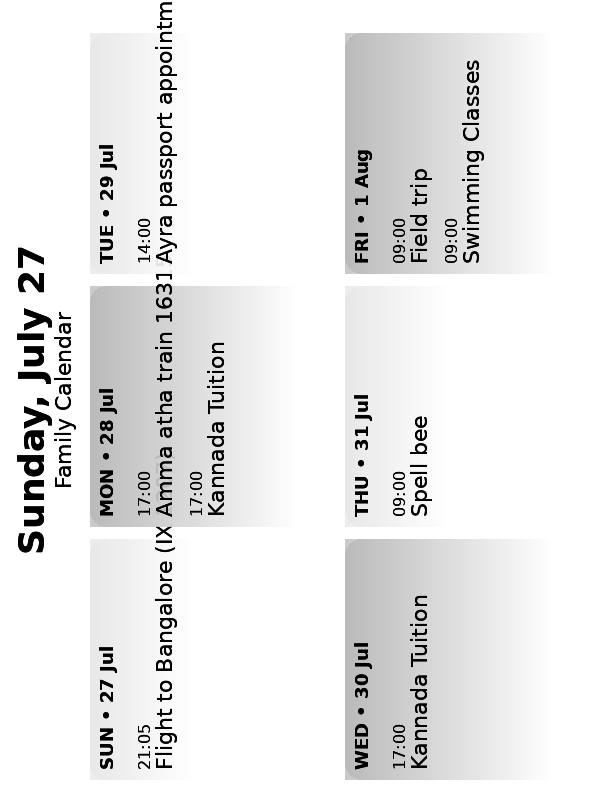 Sunday, July 27
Family Calendar
SUN • 27 Jul
21:05
Flight to Bangalore (IX
MON • 28 Jul
17:00
Amma atha train 1631
17:00
Kannada Tuition
TUE • 29 Jul
14:00
Ayra passport appointm
WED • 30 Jul
17:00
Kannada Tuition
THU • 31 Jul
09:00
Spell bee
FRI • 1 Aug
09:00
Field trip
09:00
Swimming Classes